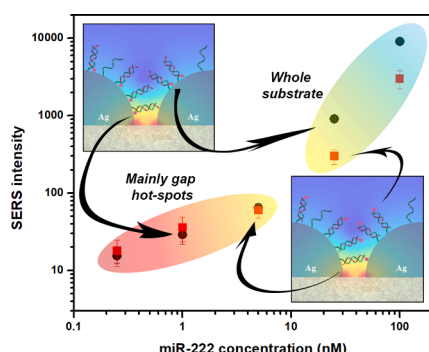 10000
1000
100
10
SERS intensity
Ag
Ag
Whole
substrate
Mainly gap
hot-spots
Ag
Ag
0.1
1
10
100
miR-222 concentration (nM)